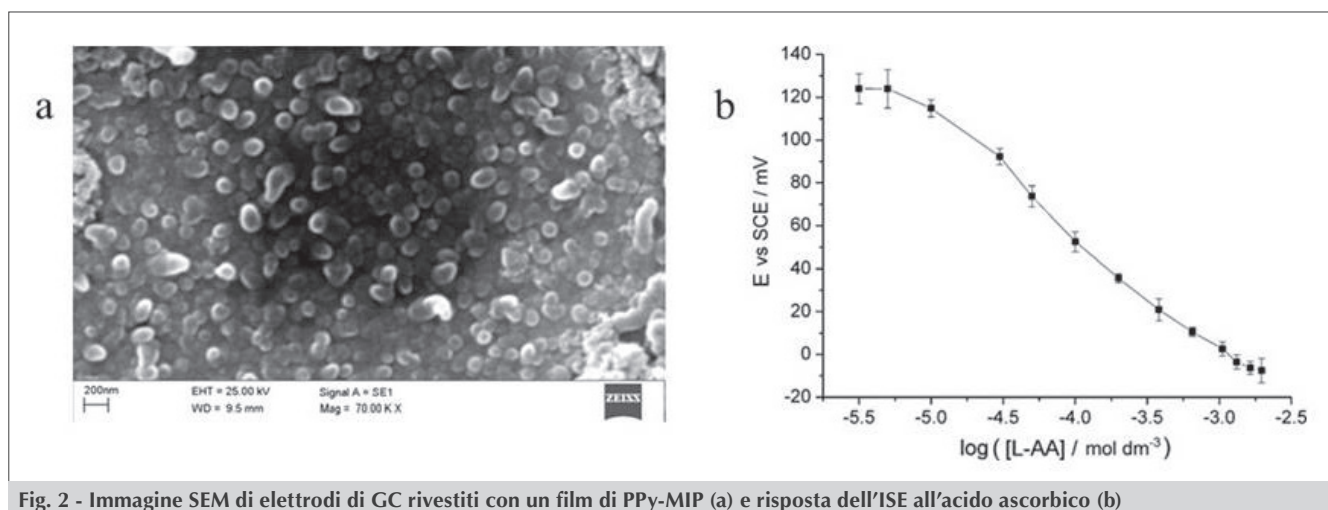 a
200nm
EHT = 25.00 kV
Signal A = SE1
WD = 9.5 mm
Mag = 70.00 K X
ZEISS
b
140
120
100
80
60
40
20
0
-20
E vs SCE / mV
-5.5 -5.0 -4.5 -4.0 -3.5 -3.0 -2.5
log ( [L-AA] / mol dm⁻³)
Fig. 2 - Immagine SEM di elettrodi di GC rivestiti con un film di PPy-MIP (a) e risposta dell’ISE all’acido ascorbico (b)